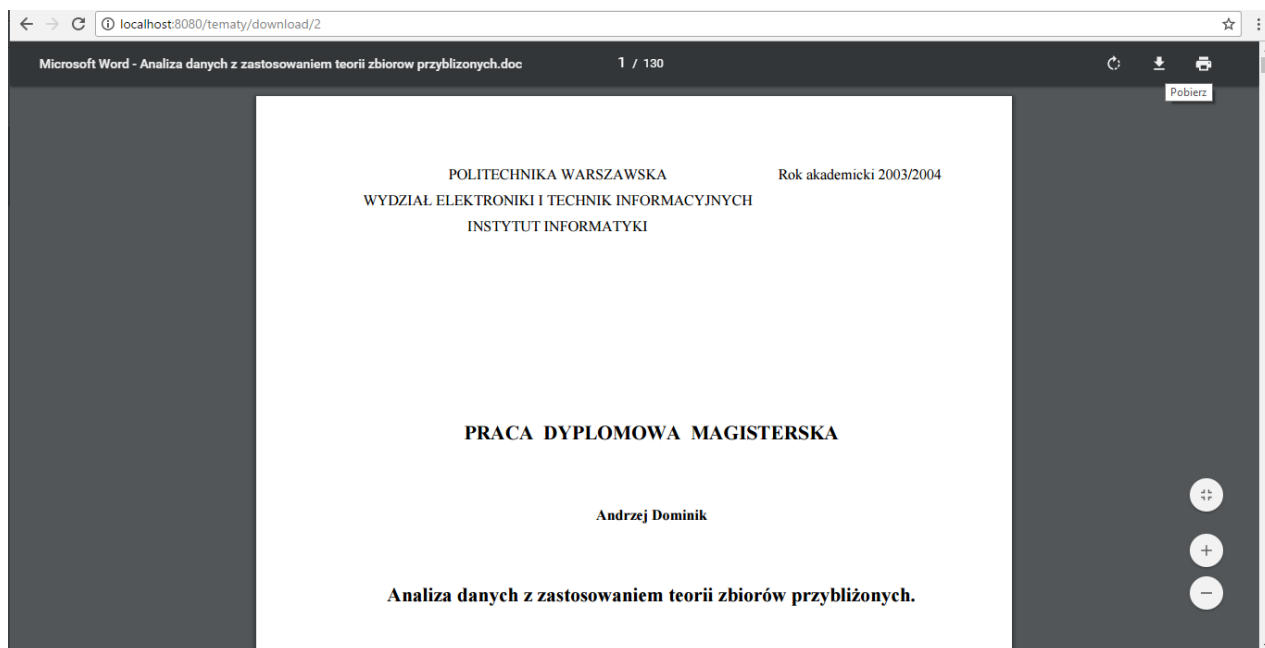 localhost:8080/tematy/download/2
Microsoft Word - Analiza danych z zastosowaniem teorii zbiorow przyblizonych.doc 1 / 130
Pobierz
POLITECHNIKA WARSZAWSKA Rok akademicki 2003/2004
WYDZIAŁ ELEKTRONIKI I TECHNIK INFORMACYJNYCH
INSTYTUT INFORMATYKI
PRACA DYPLOMOWA MAGISTERSKA
Andrzej Dominik
Analiza danych z zastosowaniem teorii zbiorów przybliżonych.